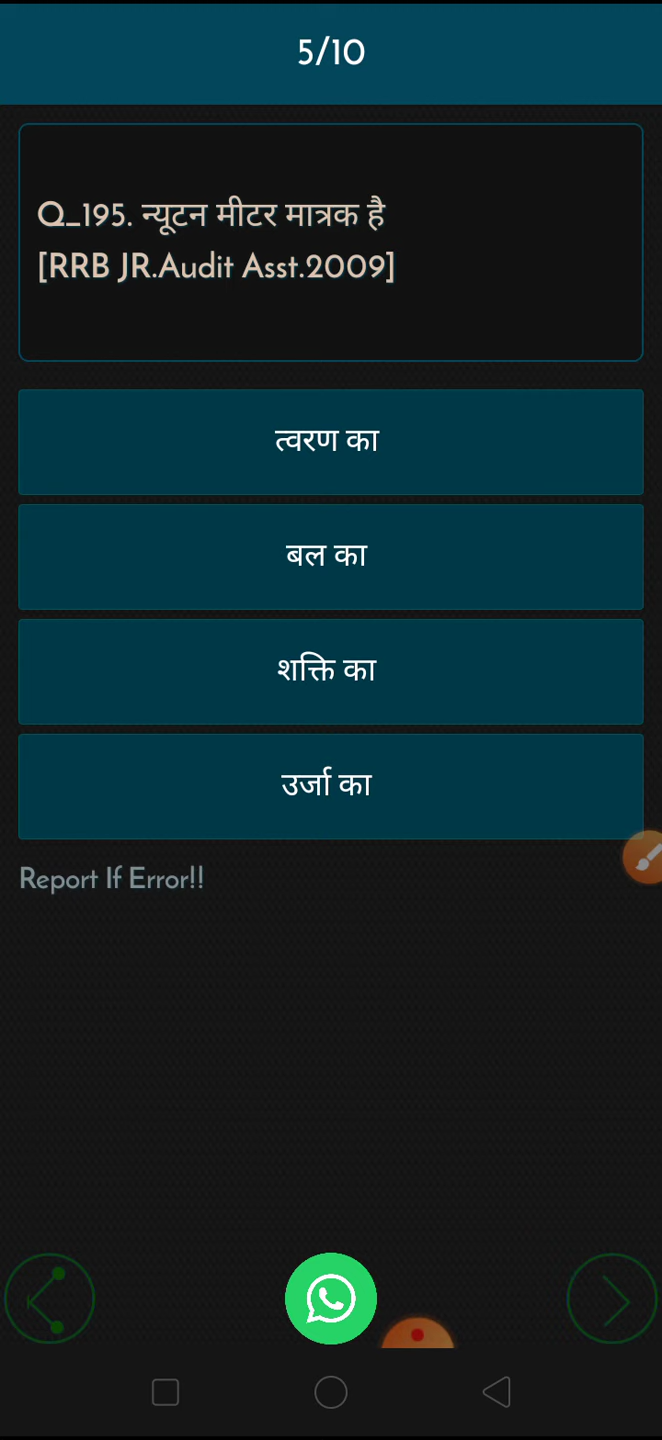 5/10
Q_195. न्यूटन मीटर मात्रक है
[RRB JR.Audit Asst.2009]
त्वरण का
बल का
शक्ति का
उर्जा का
Report If Error!!